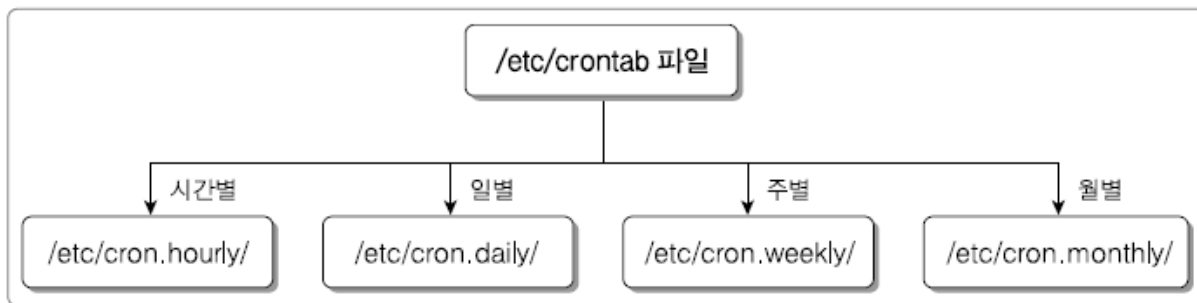 /etc/crontab 파일
시간별
일별
주별
월별
/etc/cron.hourly/
/etc/cron.daily/
/etc/cron.weekly/
/etc/cron.monthly/